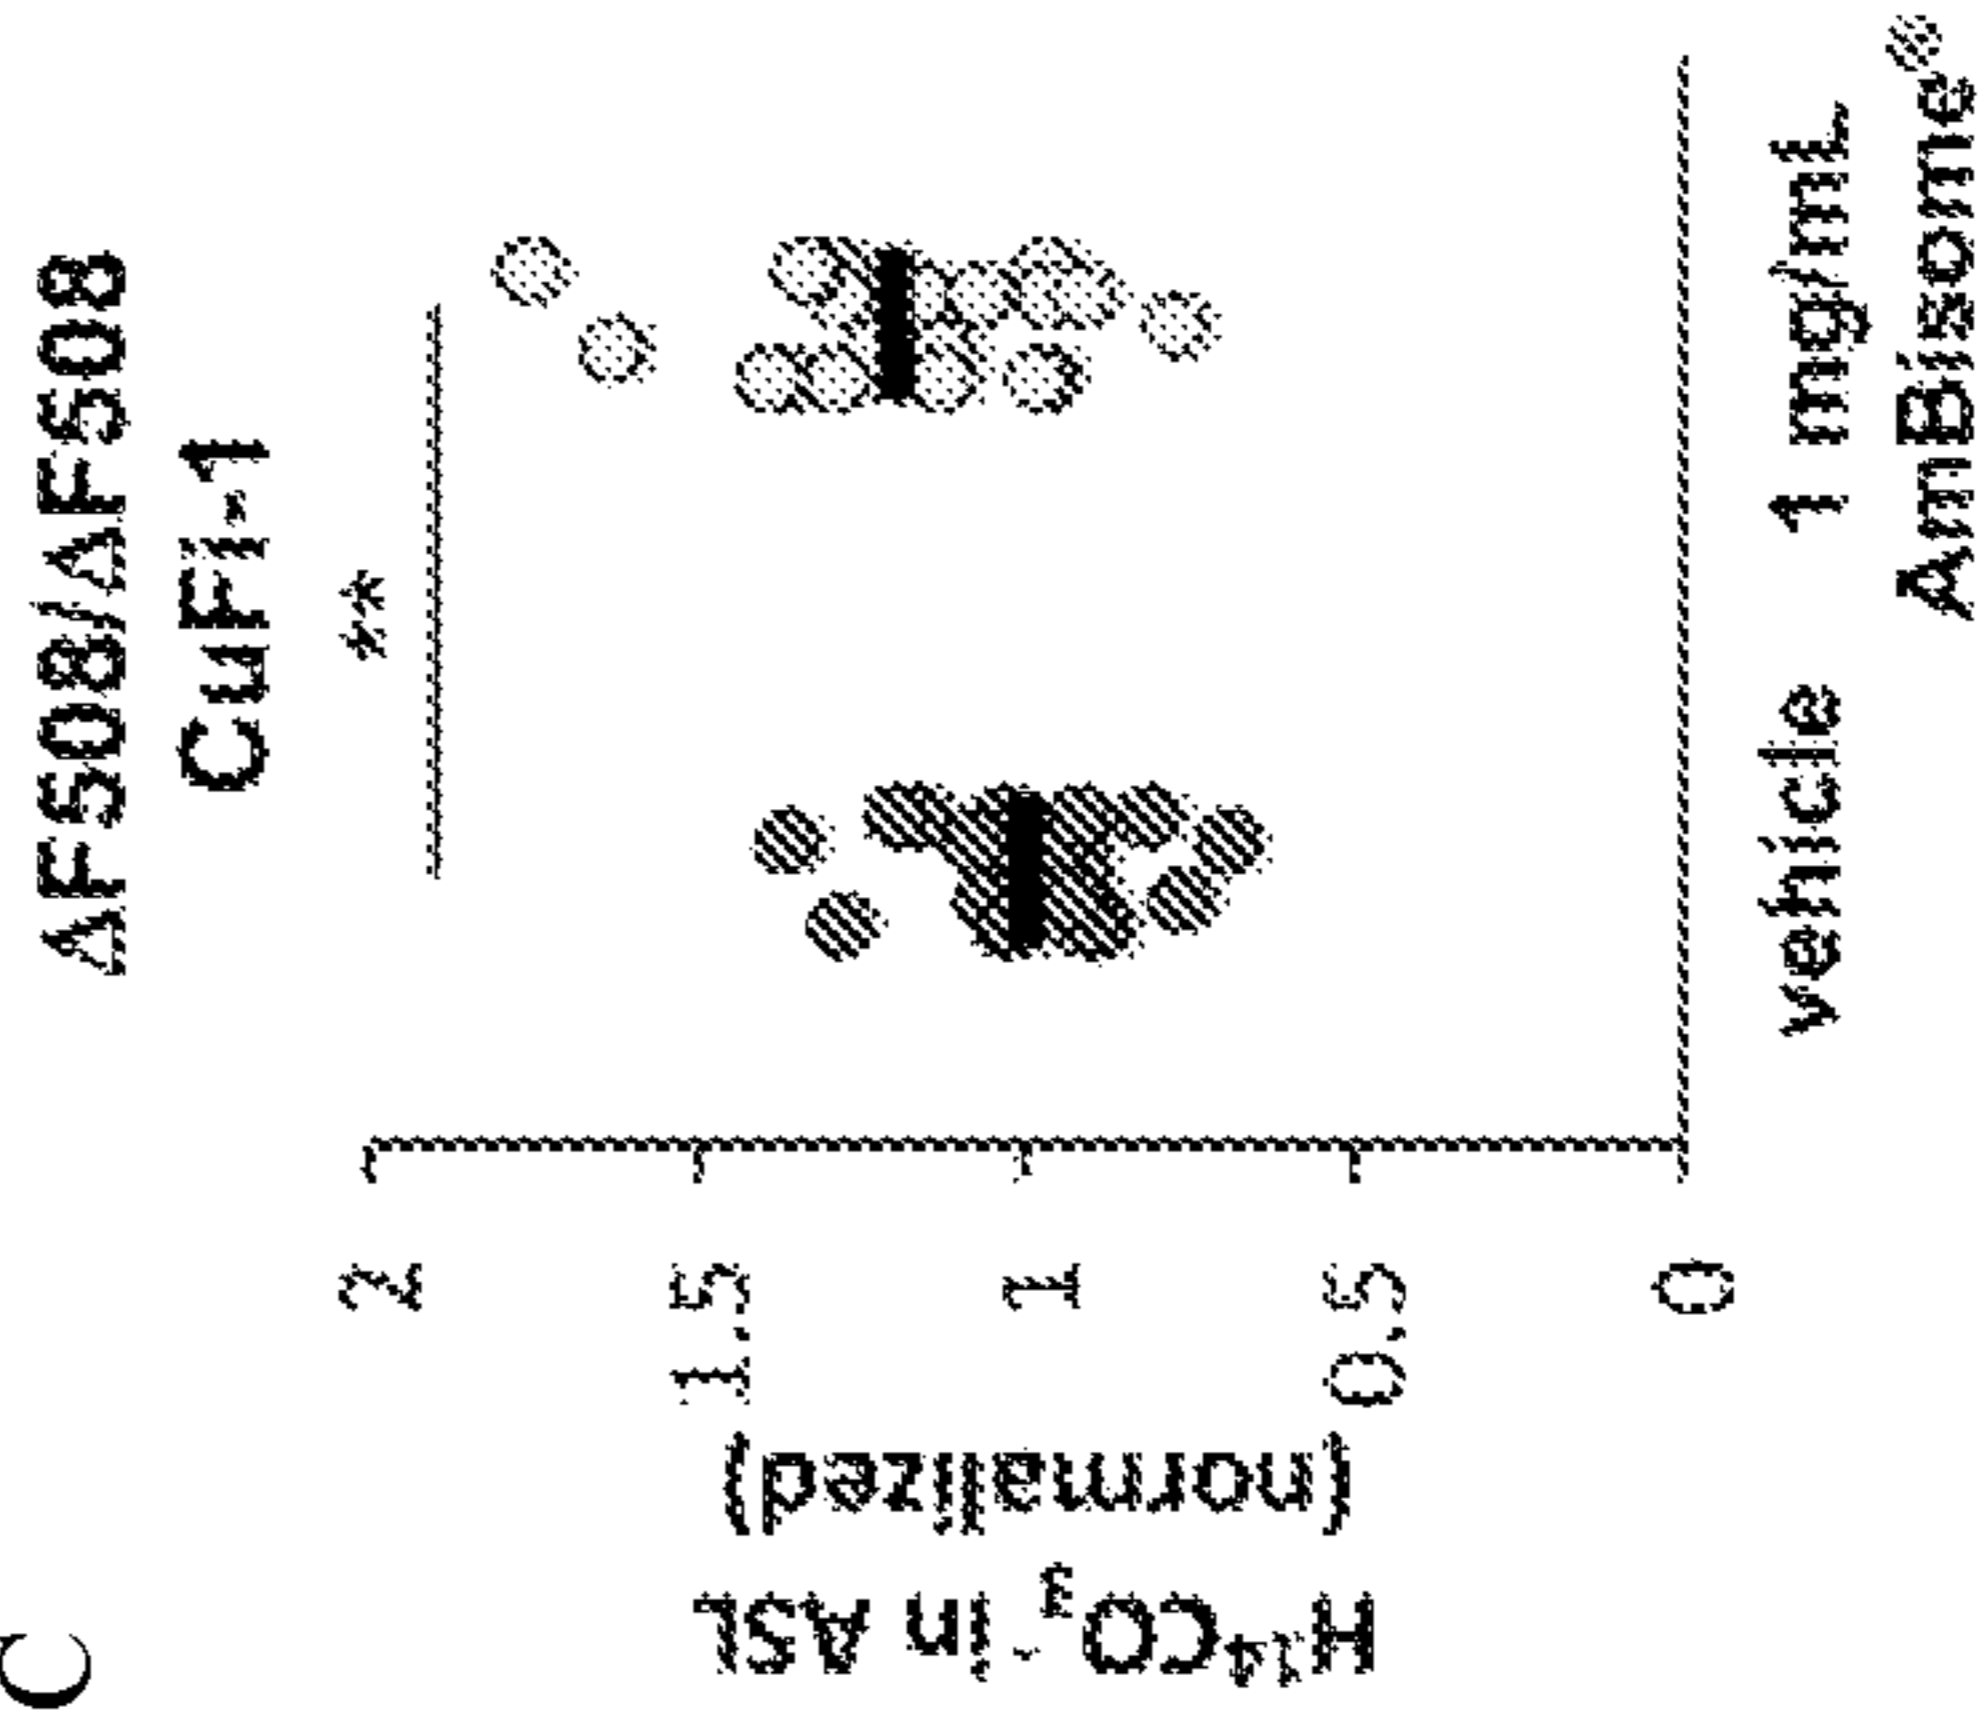 C
ΔF508/ΔF508
CuFi-1
**
H¹⁴CO₃⁻ in ASL
(normalized)
2
1.5
1
0.5
0
vehicle
1 mg/mL
AmBisome®